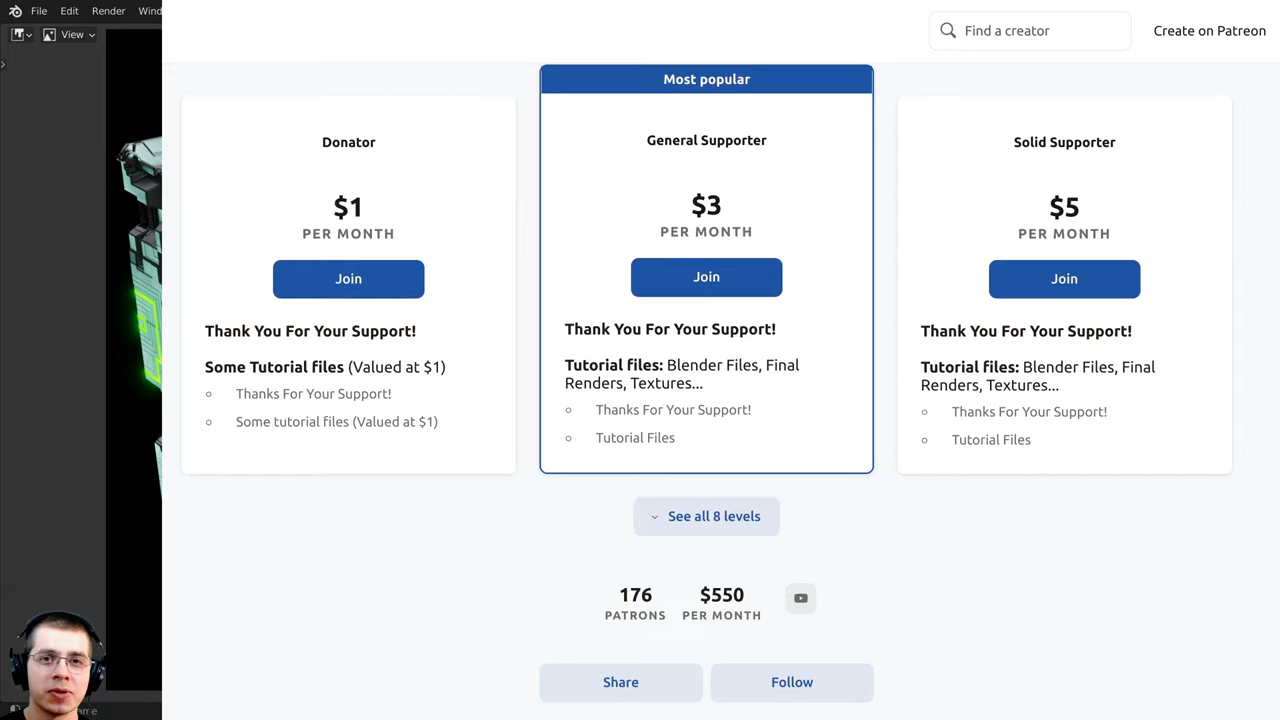 File Edit Render
View
Find a creator
Create on Patreon
Most popular
Donator
$1
PER MONTH
Join
Thank You For Your Support!
Some Tutorial files (Valued at $1)
Thanks For Your Support!
Some tutorial files (Valued at $1)
General Supporter
$3
PER MONTH
Join
Thank You For Your Support!
Tutorial files: Blender Files, Final
Renders, Textures...
Thanks For Your Support!
Tutorial Files
Solid Supporter
$5
PER MONTH
Join
Thank You For Your Support!
Tutorial files: Blender Files, Final
Renders, Textures...
Thanks For Your Support!
Tutorial Files
See all 8 levels
176
PATRONS
$550
PER MONTH
Share
Follow